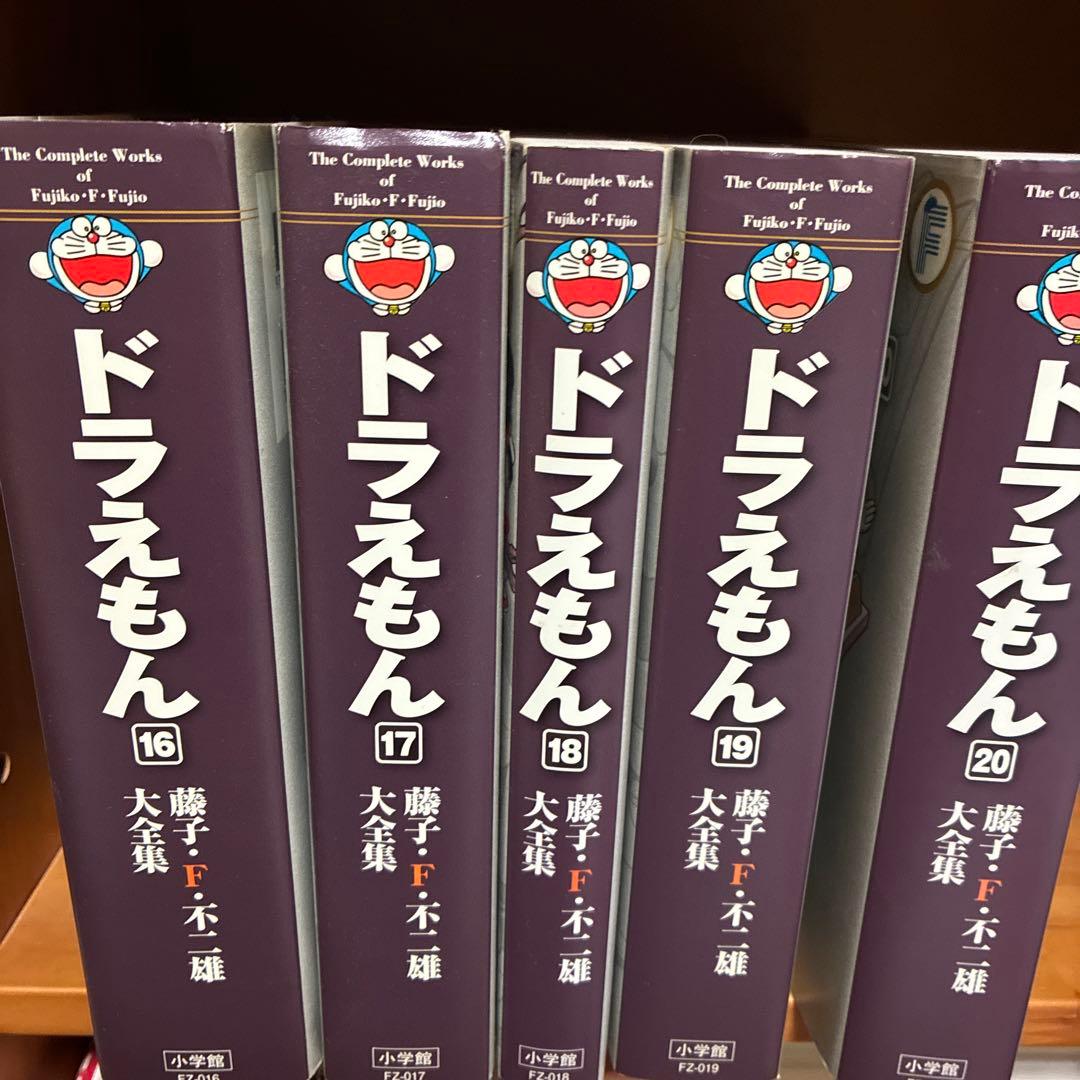 The Complete Works
of
Fujiko・F・Fujio
ドラえもん
16
藤子・F・不二雄
大全集
小学館
FZ-016
The Complete Works
of
Fujiko・F・Fujio
ドラえもん
17
藤子・F・不二雄
大全集
小学館
FZ-017
The Complete Works
of
Fujiko・F・Fujio
ドラえもん
18
藤子・F・不二雄
大全集
小学館
FZ-018
The Complete Works
of
Fujiko・F・Fujio
ドラえもん
19
藤子・F・不二雄
大全集
小学館
FZ-019
The Co
Fujik
ドラえもん
20
藤子・F・不二雄
大全集
小学館